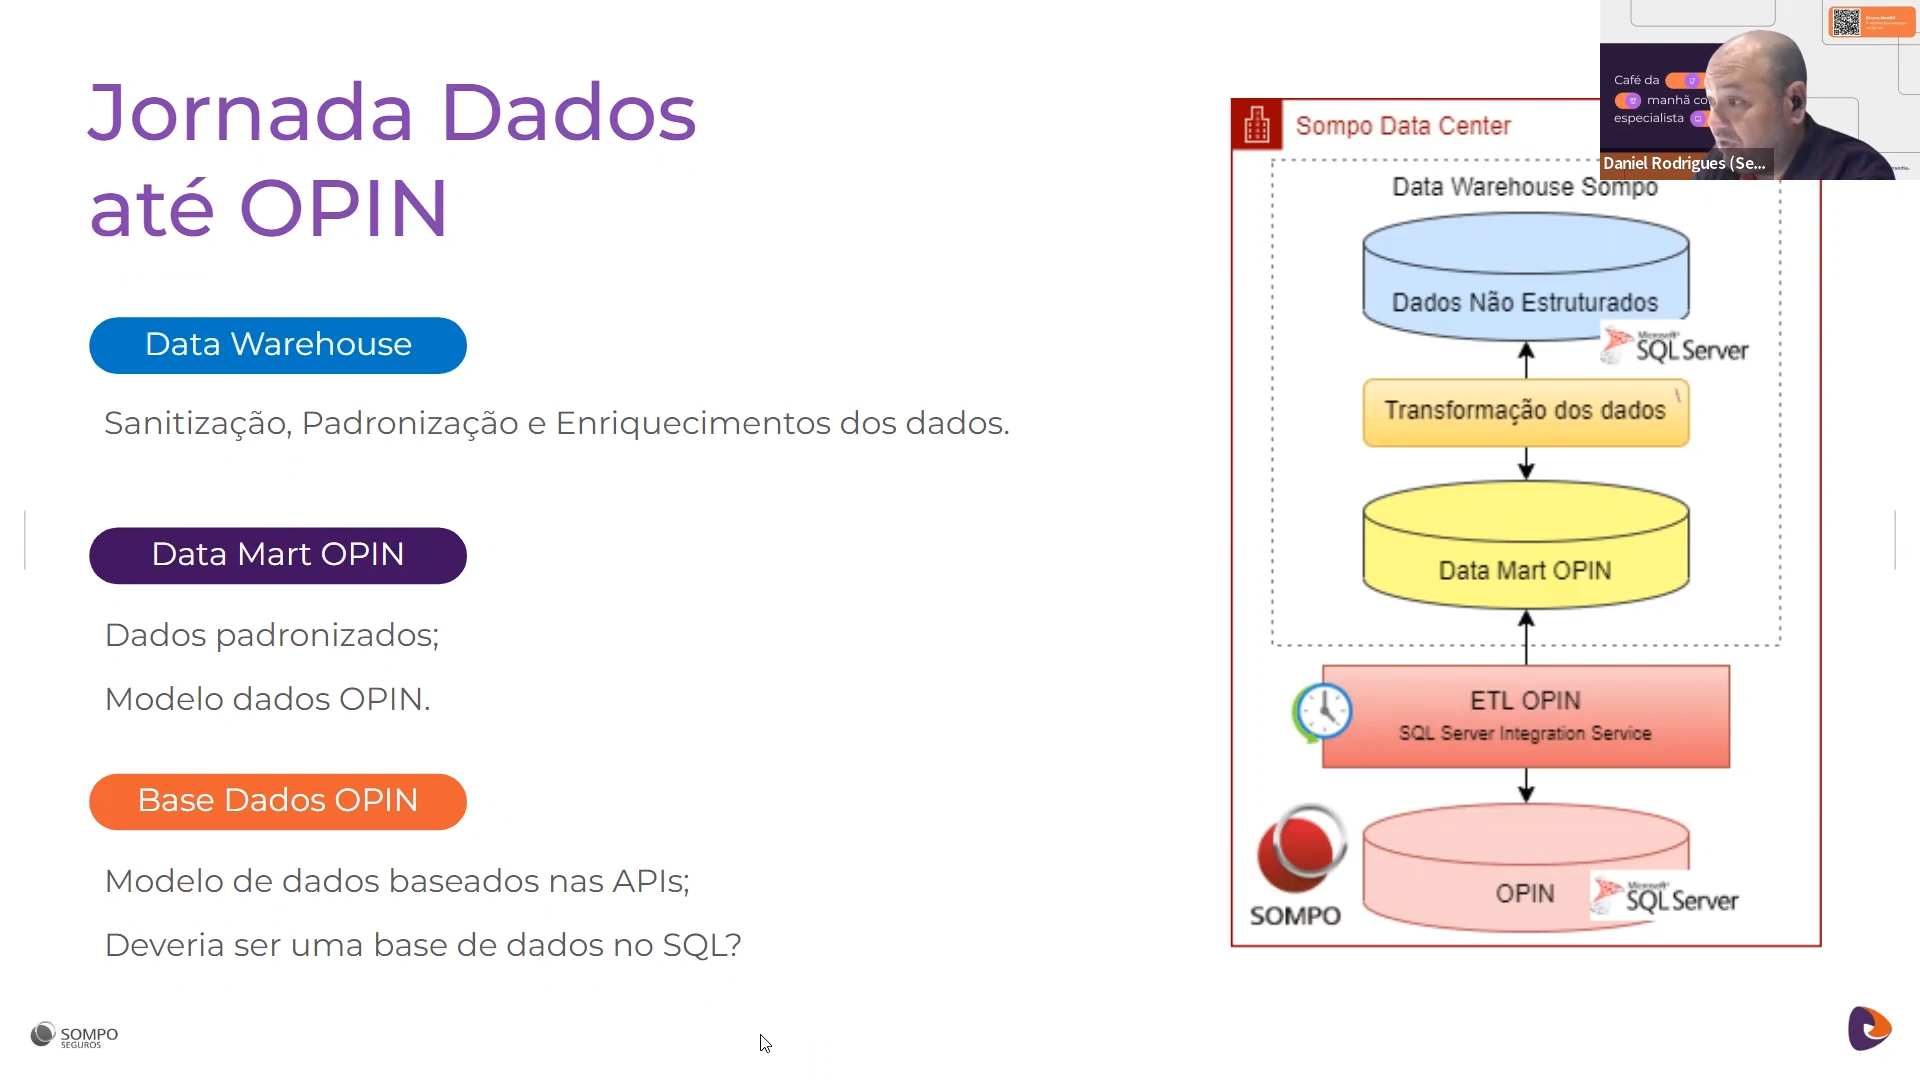 Jornada Dados
até OPIN
Data Warehouse
Sanitização, Padronização e Enriquecimentos dos dados.
Data Mart OPIN
Dados padronizados;
Modelo dados OPIN.
Base Dados OPIN
Modelo de dados baseados nas APIs;
Deveria ser uma base de dados no SQL?
SOMPO
SEGUROS
Sompo Data Center
Data Warehouse Sompo
Dados Não Estruturados
Microsoft
SQL Server
Transformação dos dados
Data Mart OPIN
ETL OPIN
SQL Server Integration Service
OPIN
Microsoft
SQL Server
SOMPO
Café da
manhã co
especialista
Daniel Rodrigues (Se...